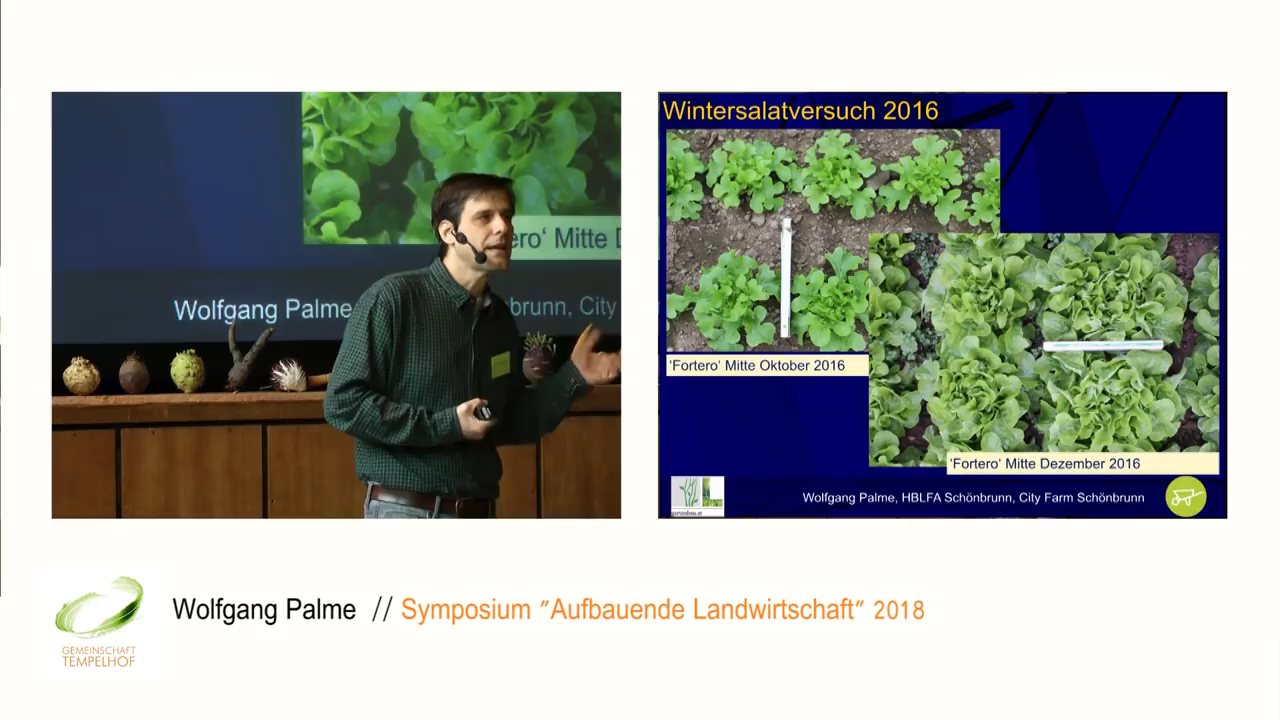 ero‘ Mitte D
Wolfgang Palme
nbrunn, City
Wintersalatversuch 2016
‘Fortero‘ Mitte Oktober 2016
‘Fortero‘ Mitte Dezember 2016
Wolfgang Palme, HBLFA Schönbrunn, City Farm Schönbrunn
GEMEINSCHAFT
TEMPELHOF
Wolfgang Palme // Symposium "Aufbauende Landwirtschaft" 2018